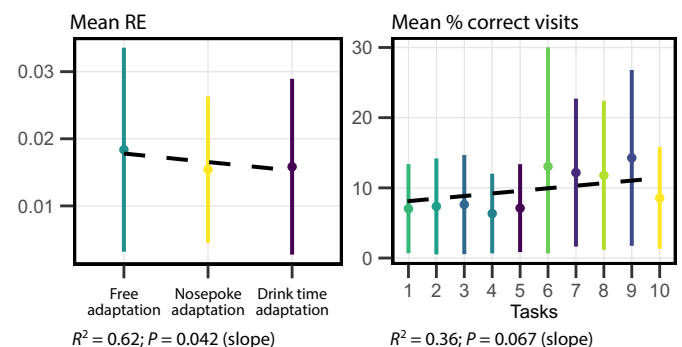 Mean RE
0.03
0.02
0.01
Free adaptation
Nosepoke adaptation
Drink time adaptation
R² = 0.62; P = 0.042 (slope)
Mean % correct visits
30
20
10
0
1 2 3 4 5 6 7 8 9 10
Tasks
R² = 0.36; P = 0.067 (slope)